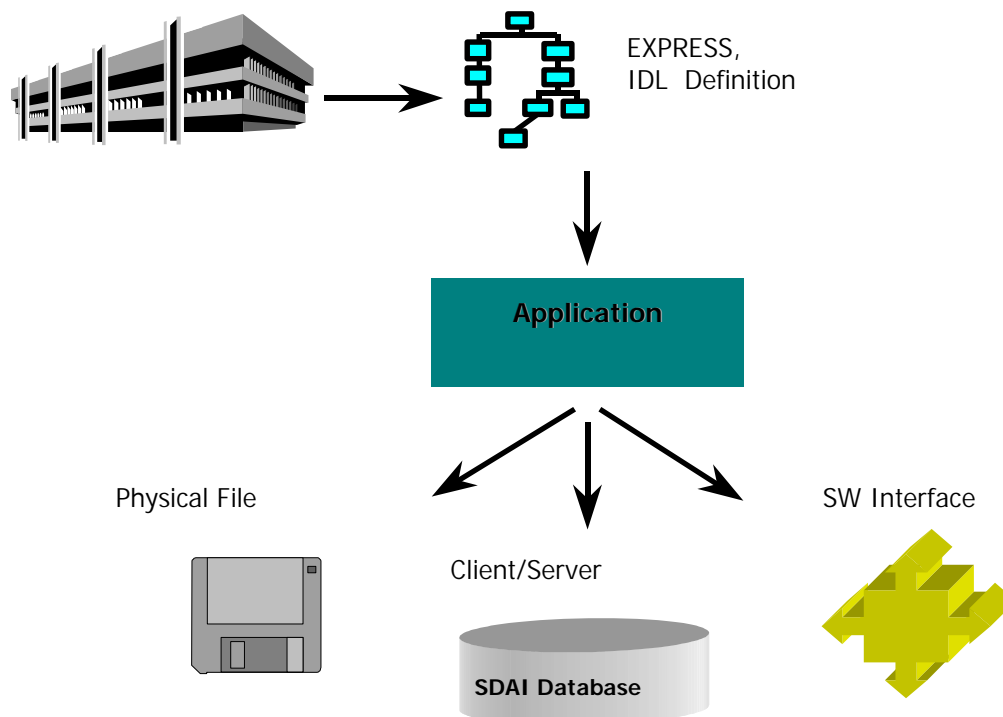 EXPRESS,
IDL Definition
Application
Physical File
SW Interface
Client/Server
SDAI Database